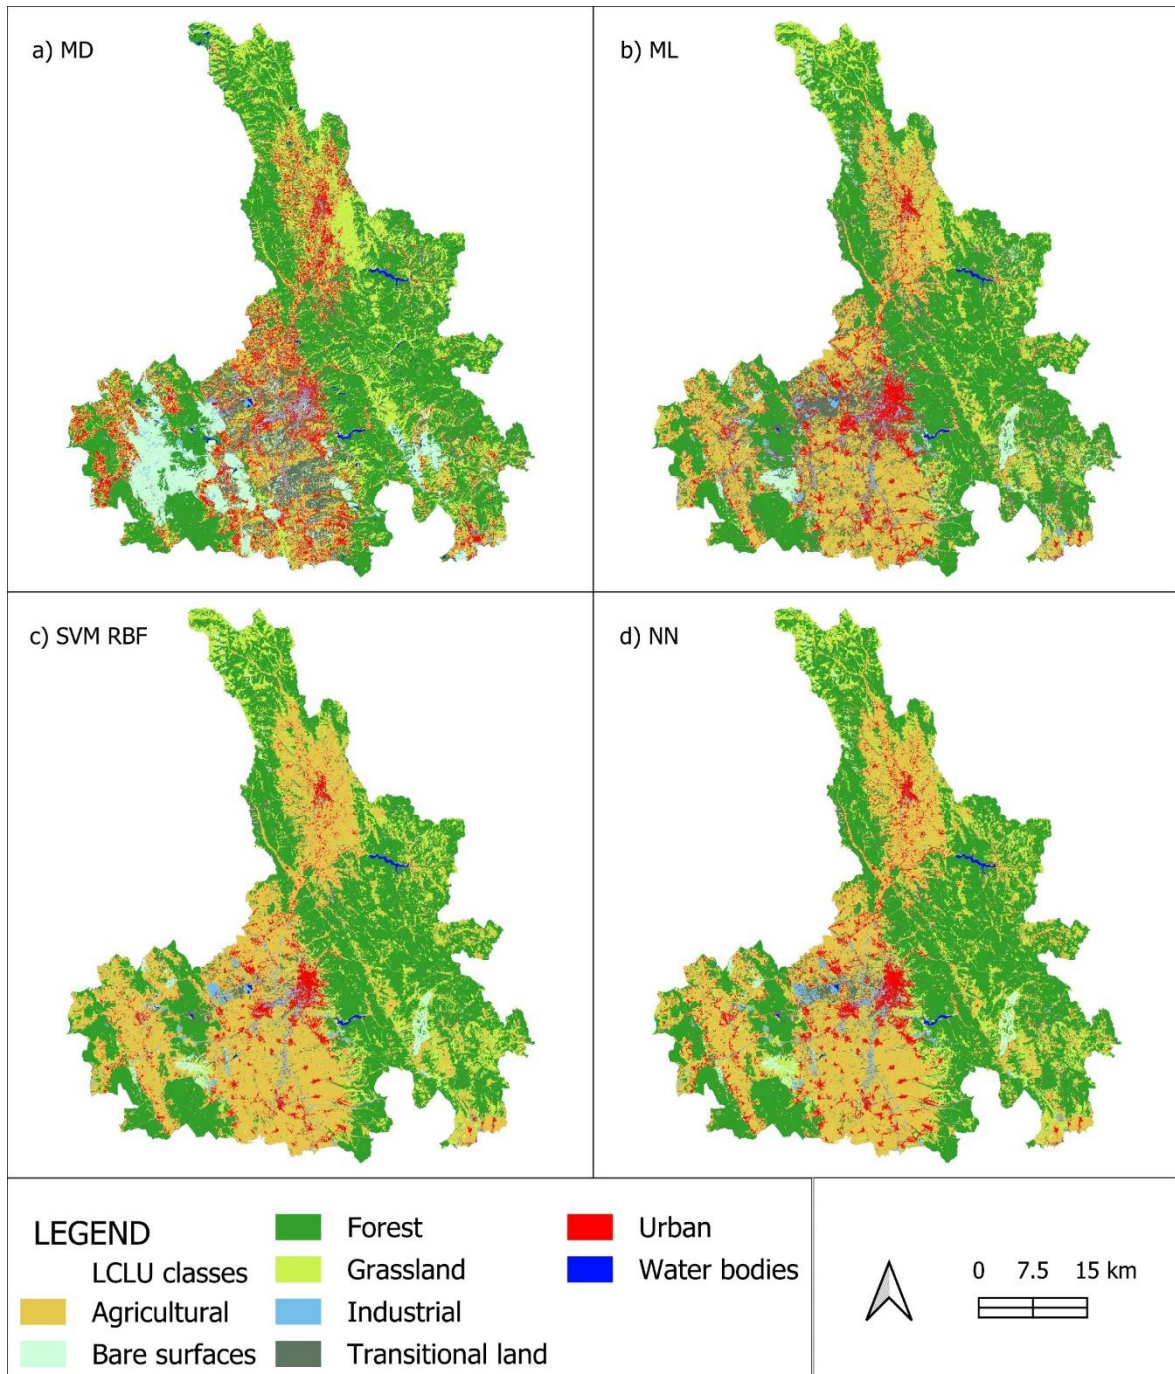 a) MD
b) ML
c) SVM RBF
d) NN
LEGEND
LCLU classes
Agricultural
Bare surfaces
Forest
Grassland
Industrial
Transitional land
Urban
Water bodies
0 7.5 15 km